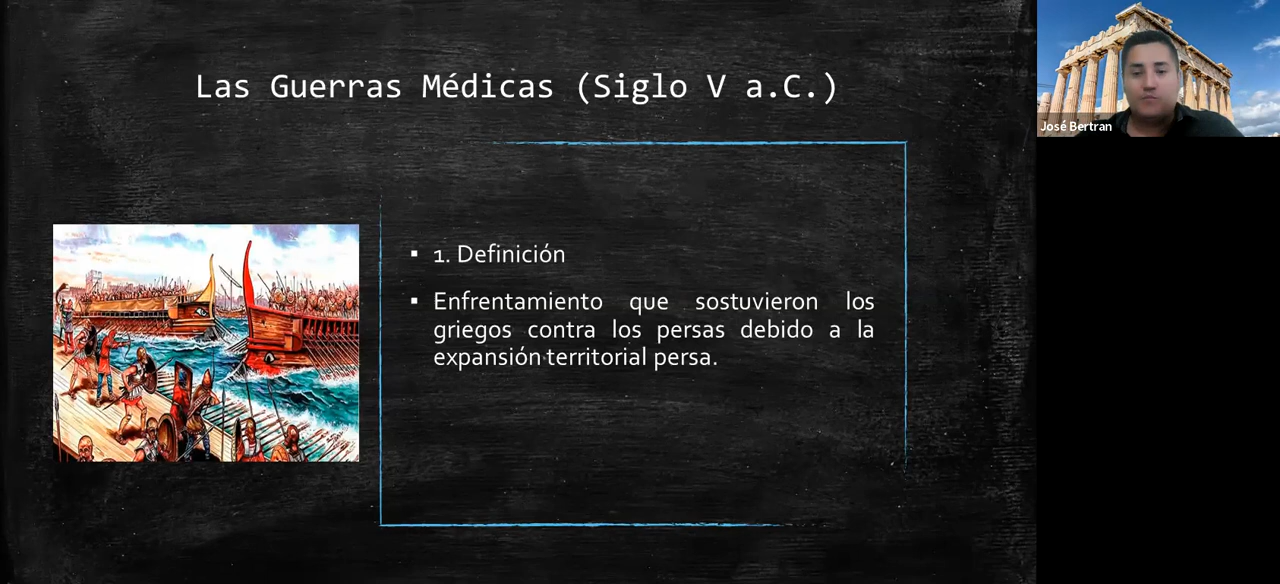 Las Guerras Médicas (Siglo V a.C.)
José Bertran
▪ 1. Definición
▪ Enfrentamiento que sostuvieron los
griegos contra los persas debido a la
expansión territorial persa.